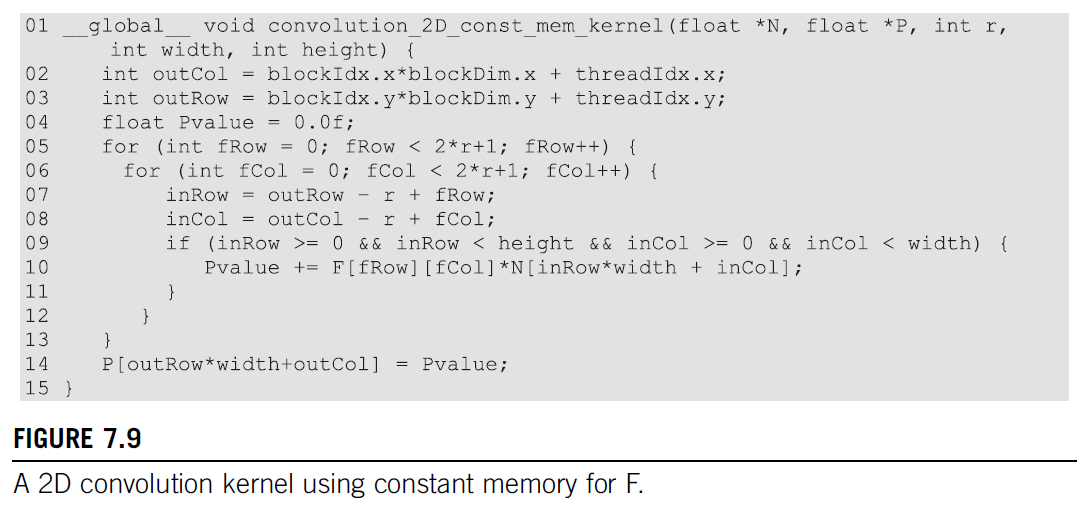 01 __global__ void convolution_2D_const_mem_kernel(float *N, float *P, int r,
int width, int height) {
02 int outCol = blockIdx.x*blockDim.x + threadIdx.x;
03 int outRow = blockIdx.y*blockDim.y + threadIdx.y;
04 float Pvalue = 0.0f;
05 for (int fRow = 0; fRow < 2*r+1; fRow++) {
06 for (int fCol = 0; fCol < 2*r+1; fCol++) {
07 inRow = outRow − r + fRow;
08 inCol = outCol − r + fCol;
09 if (inRow >= 0 && inRow < height && inCol >= 0 && inCol < width) {
10 Pvalue += F[fRow][fCol]*N[inRow*width + inCol];
11 }
12 }
13 }
14 P[outRow*width+outCol] = Pvalue;
15 }
FIGURE 7.9
A 2D convolution kernel using constant memory for F.